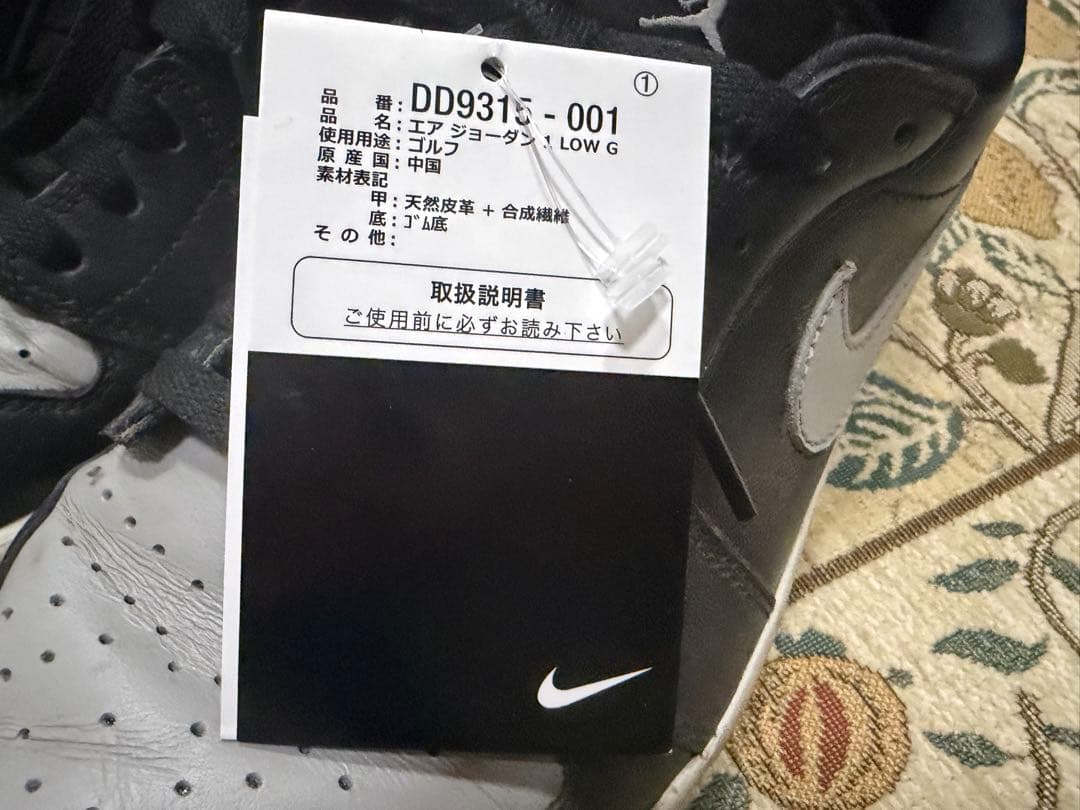 ①
品 番 : DD9315 - 001
品 名 : エア ジョーダン 1 LOW G
使用用途 : ゴルフ
原 産 国 : 中国
素材表記
甲 : 天然皮革 + 合成繊維
底 : ｺﾞﾑ底
そ の 他 :
取扱説明書
ご使用前に必ずお読み下さい